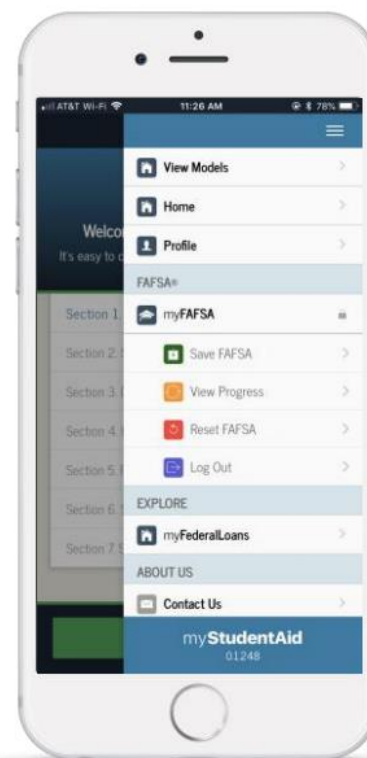 AT&T Wi-Fi 11:26 AM 78%
View Models
Home
Welco
Profile
It's easy to
FAFSA®
Section 1
myFAFSA
Section 2.
Save FAFSA
Section 3.
View Progress
Section 4.
Reset FAFSA
Section 5.
Log Out
Section 6.
EXPLORE
Section 7. S
myFederalLoans
ABOUT US
Contact Us
myStudentAid
01248